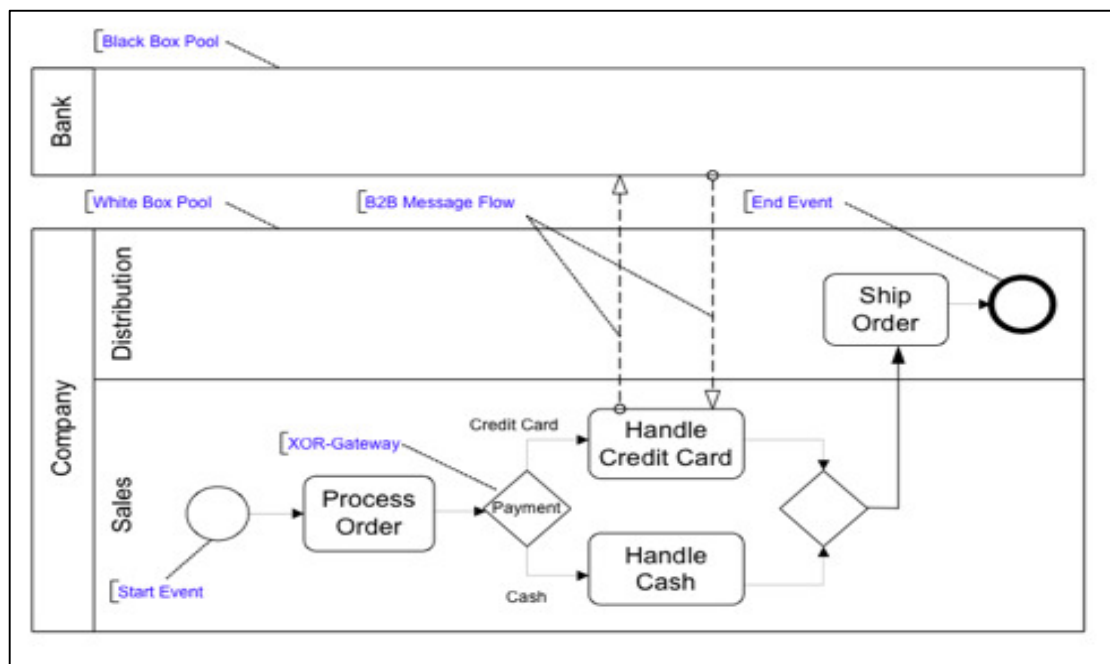 Black Box Pool
Bank
White Box Pool
B2B Message Flow
End Event
Company
Distribution
Ship
Order
Sales
XOR-Gateway
Credit Card
Handle
Credit Card
Process
Order
Payment
Handle
Cash
Cash
Start Event